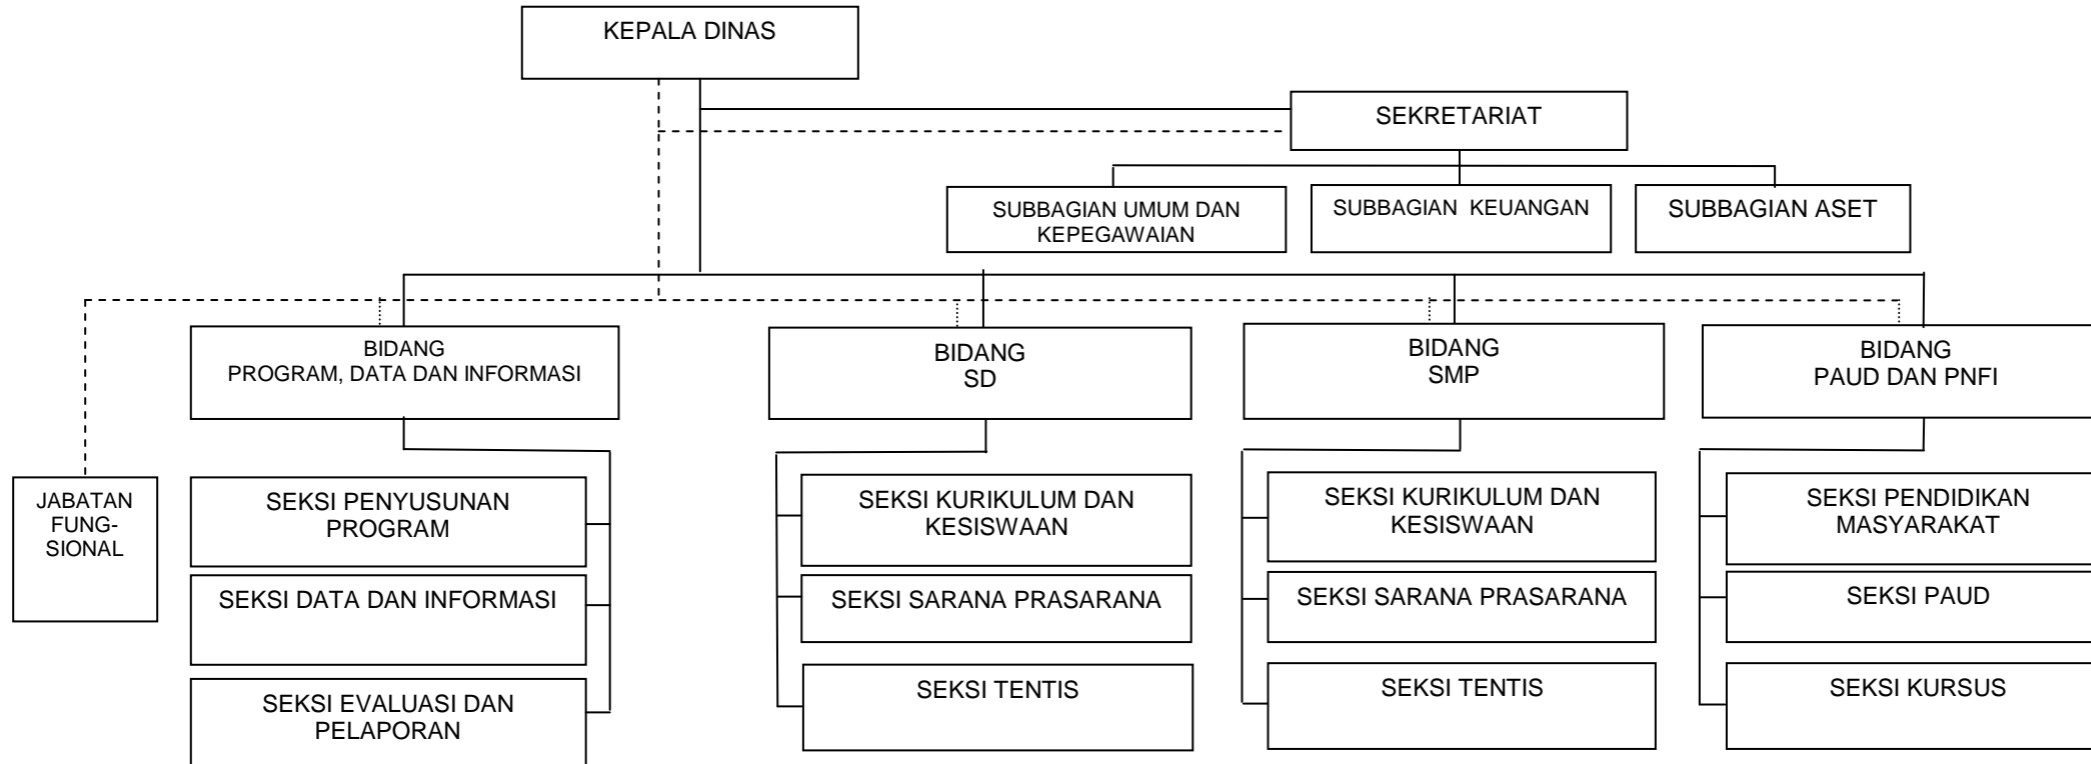 KEPALA DINAS
SEKRETARIAT
SUBBAGIAN UMUM DAN
KEPEGAWAIAN
SUBBAGIAN KEUANGAN
SUBBAGIAN ASET
BIDANG
PROGRAM, DATA DAN INFORMASI
BIDANG
SD
BIDANG
SMP
BIDANG
PAUD DAN PNFI
JABATAN
FUNG-
SIONAL
SEKSI PENYUSUNAN
PROGRAM
SEKSI DATA DAN INFORMASI
SEKSI EVALUASI DAN
PELAPORAN
SEKSI KURIKULUM DAN
KESISWAAN
SEKSI SARANA PRASARANA
SEKSI TENTIS
SEKSI KURIKULUM DAN
KESISWAAN
SEKSI SARANA PRASARANA
SEKSI TENTIS
SEKSI PENDIDIKAN
MASYARAKAT
SEKSI PAUD
SEKSI KURSUS